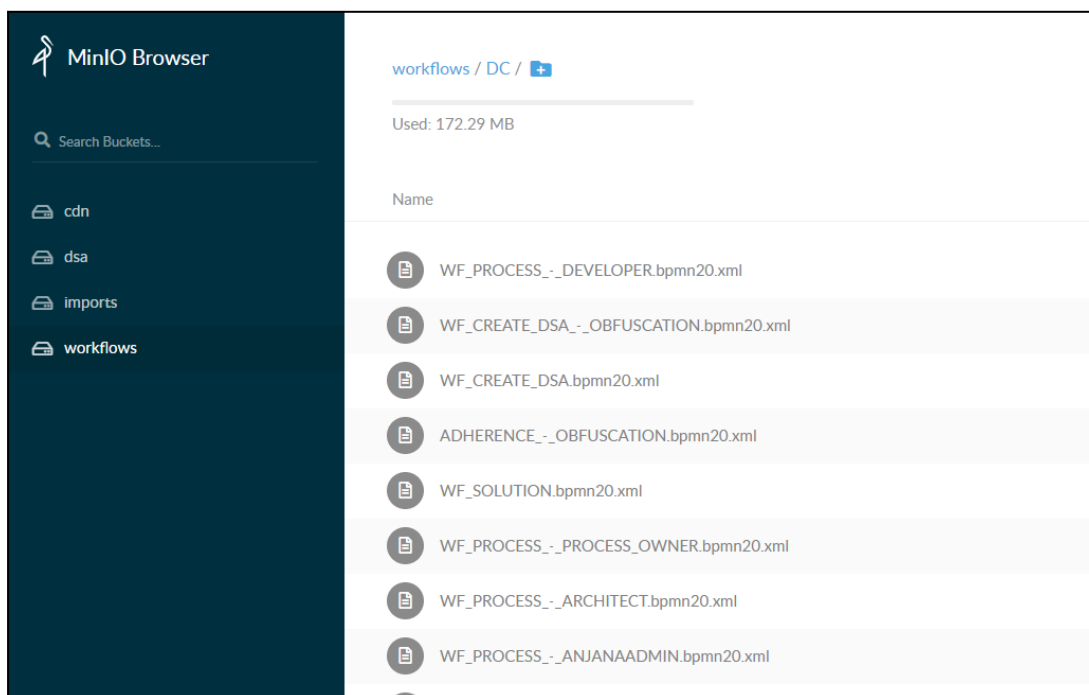 MinIO Browser
Search Buckets...
cdn
dsa
imports
workflows
workflows / DC /
Used: 172.29 MB
Name
WF_PROCESS_-_DEVELOPER.bpmn20.xml
WF_CREATE_DSA_-_OBFUSCATION.bpmn20.xml
WF_CREATE_DSA.bpmn20.xml
ADHERENCE_-_OBFUSCATION.bpmn20.xml
WF_SOLUTION.bpmn20.xml
WF_PROCESS_-_PROCESS_OWNER.bpmn20.xml
WF_PROCESS_-_ARCHITECT.bpmn20.xml
WF_PROCESS_-_ANJANAADMIN.bpmn20.xml